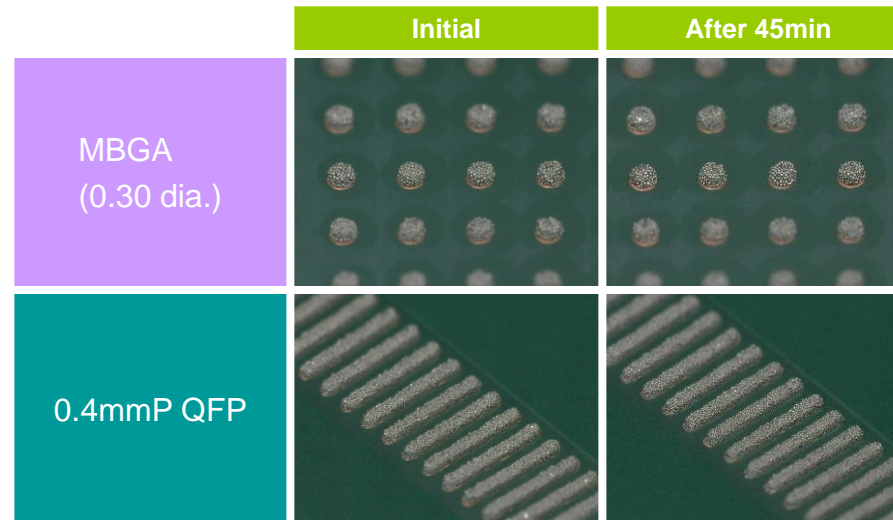 Initial
After 45min
MBGA
(0.30 dia.)
0.4mmP QFP